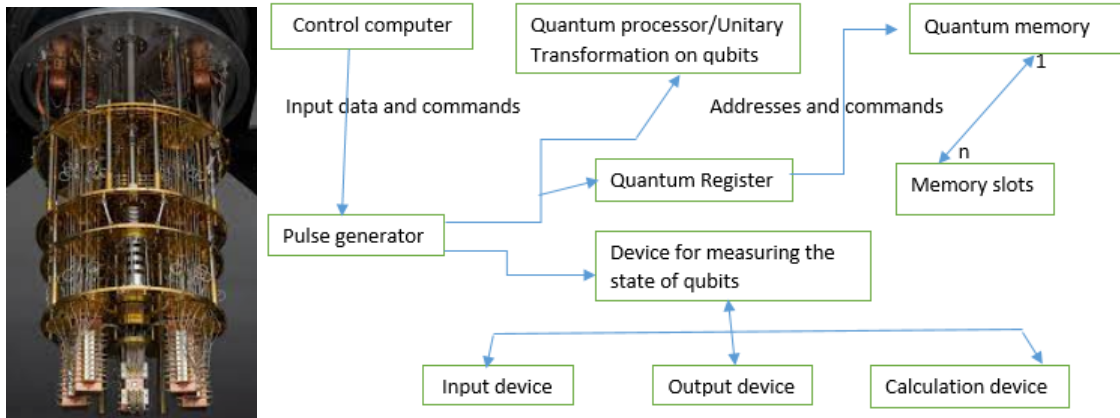 Control computer
Quantum processor/Unitary
Transformation on qubits
Quantum memory
1
Input data and commands
Addresses and commands
n
Quantum Register
Memory slots
Pulse generator
Device for measuring the
state of qubits
Input device
Output device
Calculation device